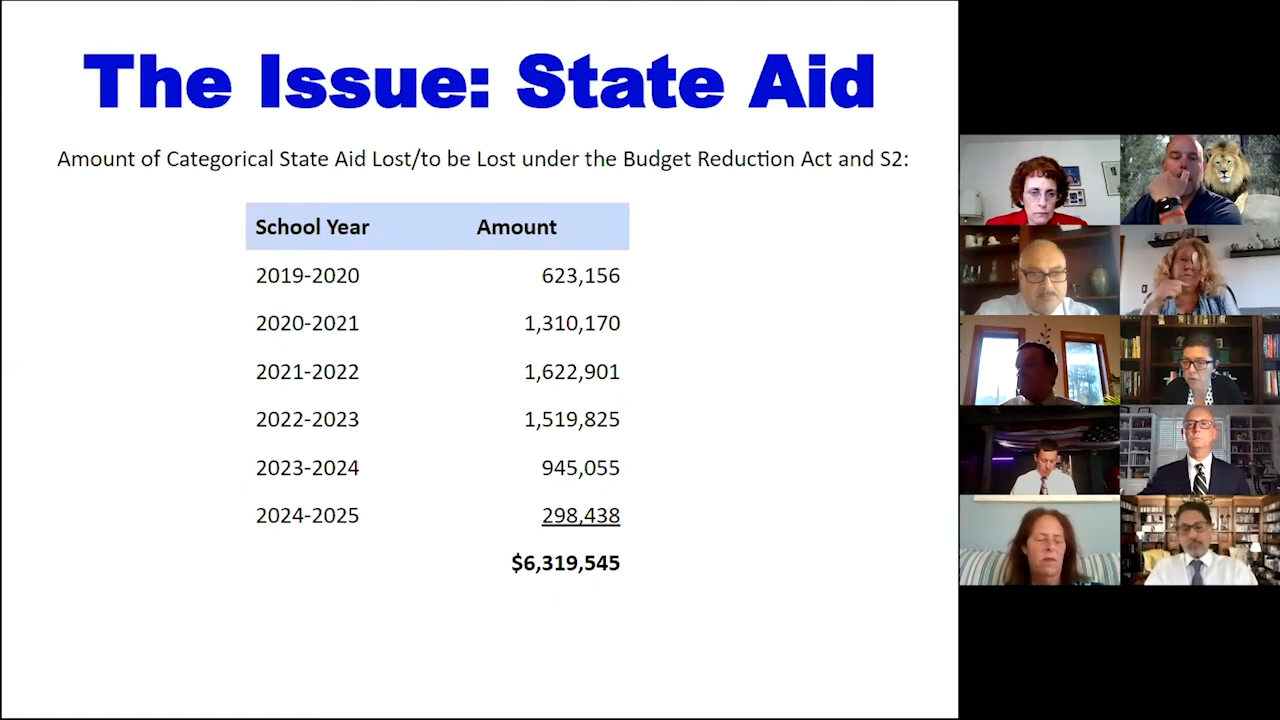 The Issue: State Aid
Amount of Categorical State Aid Lost/to be Lost under the Budget Reduction Act and S2:
School Year Amount
2019-2020 623,156
2020-2021 1,310,170
2021-2022 1,622,901
2022-2023 1,519,825
2023-2024 945,055
2024-2025 298,438
$6,319,545